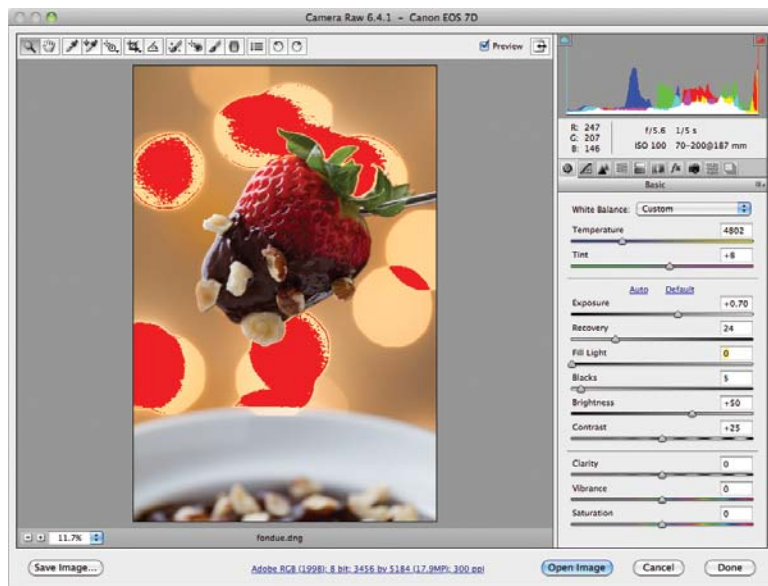 Camera Raw 6.4.1 – Canon EOS 7D
Preview
R: 247
G: 207
B: 146
f/5.6 1/5 s
ISO 100 70-200@187 mm
Basic
White Balance: Custom
Temperature 4802
Tint +8
Auto Default
Exposure +0.70
Recovery 24
Fill Light 0
Blacks 5
Brightness +50
Contrast +25
Clarity 0
Vibrance 0
Saturation 0
11.7% fondue.dng
Save Image... Adobe RGB (1998); 8 bit; 3456 by 5184 (17.9MP); 300 ppi Open Image Cancel Done